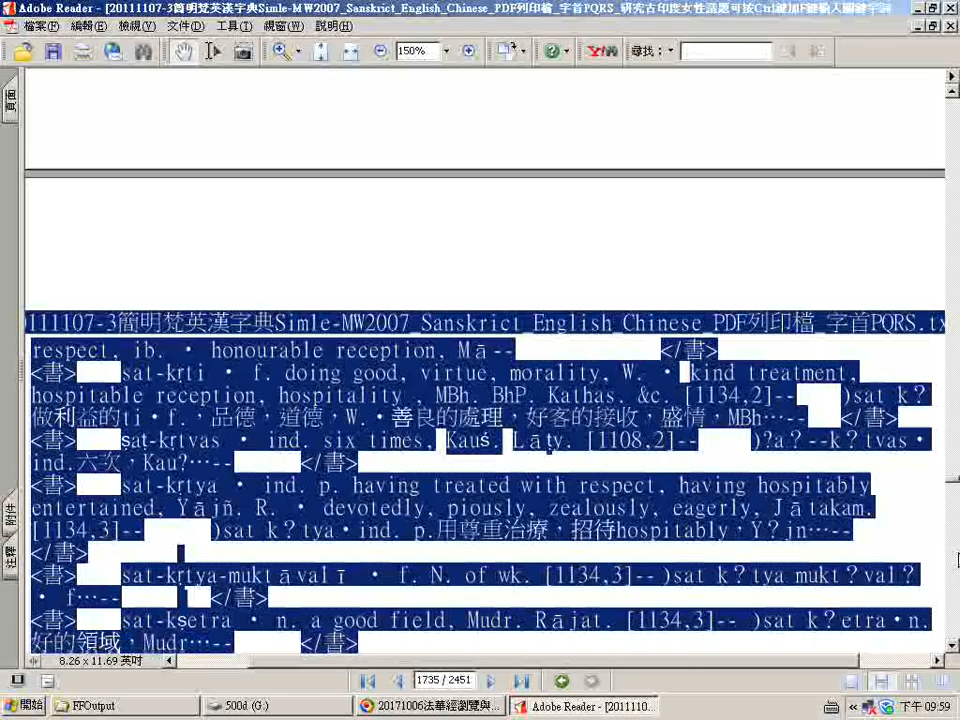 Adobe Reader - [20111107-3簡明梵英漢字典Simle-MW2007_Sanskrict_English_Chinese_PDF列印檔_字首PQRS_研究古印度女性議題可按Ctrl鍵加F鍵輸入關鍵字詞
檔案(F) 編輯(E) 檢視(V) 文件(D) 工具(I) 視窗(W) 說明(H)
150% Y! 尋找：
頁面
111107-3簡明梵英漢字典Simle-MW2007_Sanskrict_English_Chinese_PDF列印檔_字首PQRS.tx
respect, ib. · honourable reception, Mā-- </書>
<書> sat-kṛti · f. doing good, virtue, morality, W. · kind treatment,
hospitable reception, hospitality , MBh. BhP. Kathas. &c. [1134,2]-- )sat k?
做利益的ti·f.，品德，道德，W.·善良的處理，好客的接收，盛情，MBh…-- </書>
<書> ṣaṭ-kṛtvas · ind. six times, Kauś. Lāṭy. [1108,2]-- )?a?--k?tvas·
ind.六次，Kau?…-- </書>
<書> sat-kṛtya · ind. p. having treated with respect, having hospitably
entertained, Yājñ. R. · devotedly, piously, zealously, eagerly, Jātakam.
[1134,3]-- )sat k?tya·ind. p.用尊重治療，招待hospitably，Y?jn…--
</書>
<書> sat-kṛtya-muktāvalī · f. N. of wk. [1134,3]-- )sat k?tya mukt?val?
· f…-- </書>
<書> sat-kṣetra · n. a good field, Mudr. Rājat. [1134,3]-- )sat k?etra·n.
好的領域，Mudr…-- </書>
附件
注釋
8.26 x 11.69 英吋
1735 / 2451
開始 FFOutput 500d (G:) 20171006法華經瀏覽與... Adobe Reader - [2011110... 下午 09:59